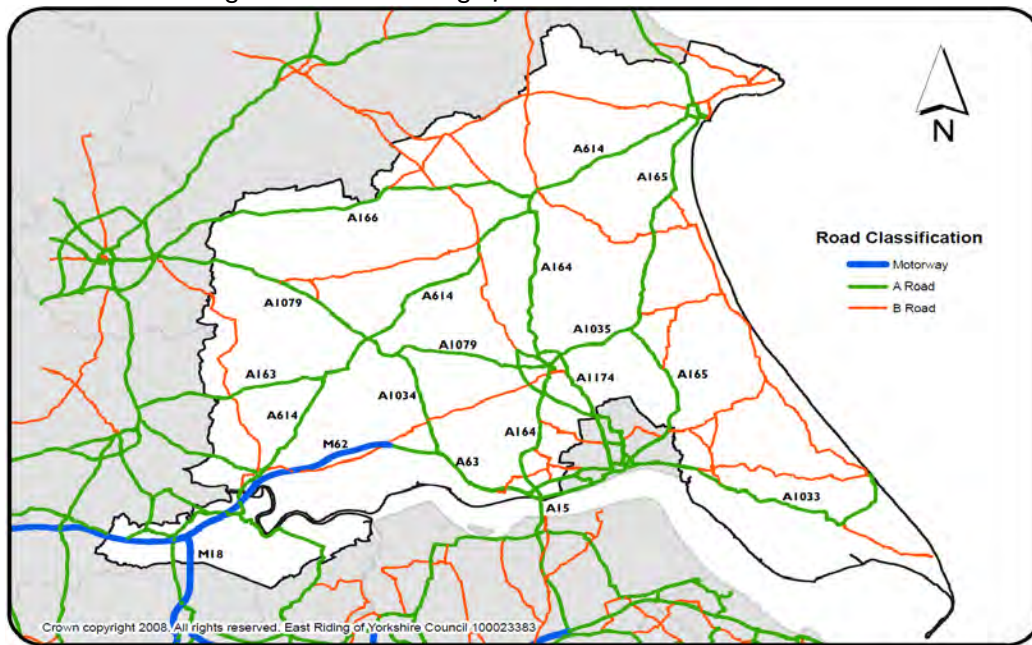 A614
A165
A166
N
Road Classification
Motorway
A Road
B Road
A164
A1079
A614
A1035
A1079
A163
A1174
A165
A1034
A614
M62
A164
A63
A1033
A15
M18
Crown copyright 2008. All rights reserved. East Riding of Yorkshire Council 100023383